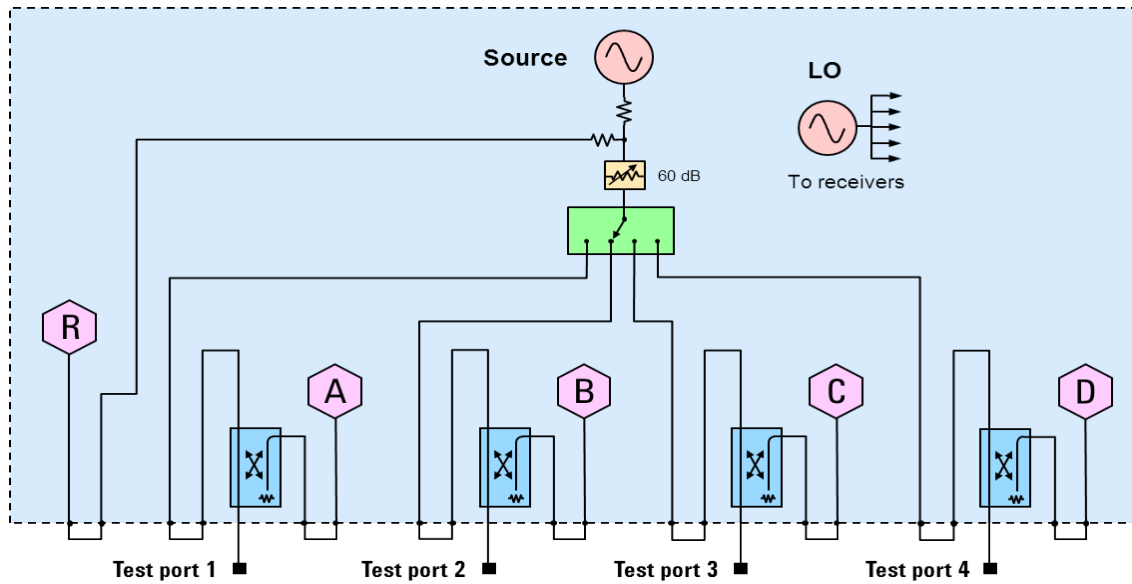 Source
LO
60 dB
To receivers
R
A
B
C
D
Test port 1
Test port 2
Test port 3
Test port 4